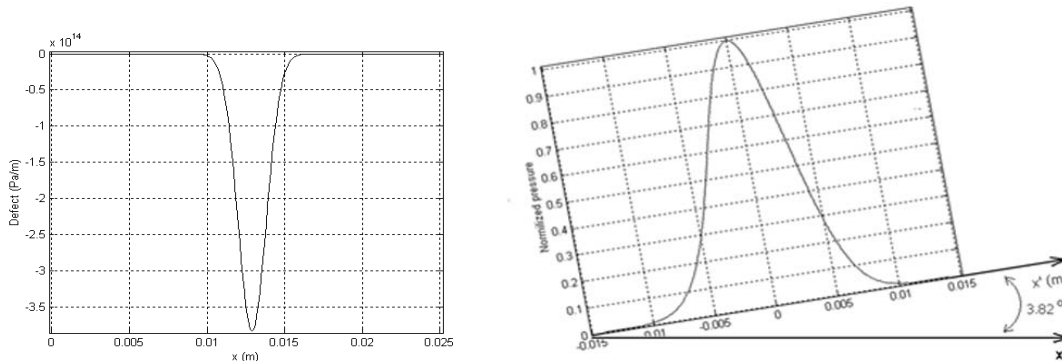 x 10^14
0
-0.5
-1
-1.5
-2
-2.5
-3
-3.5
Defect (Pa/m)
0 0.005 0.01 0.015 0.02 0.025
x (m)
1
0.9
0.8
0.7
0.6
0.5
0.4
0.3
0.2
0.1
0
Normilized pressure
-0.015 0.01 -0.005 0 0.005 0.01 0.015
x' (m
3.82 °
x